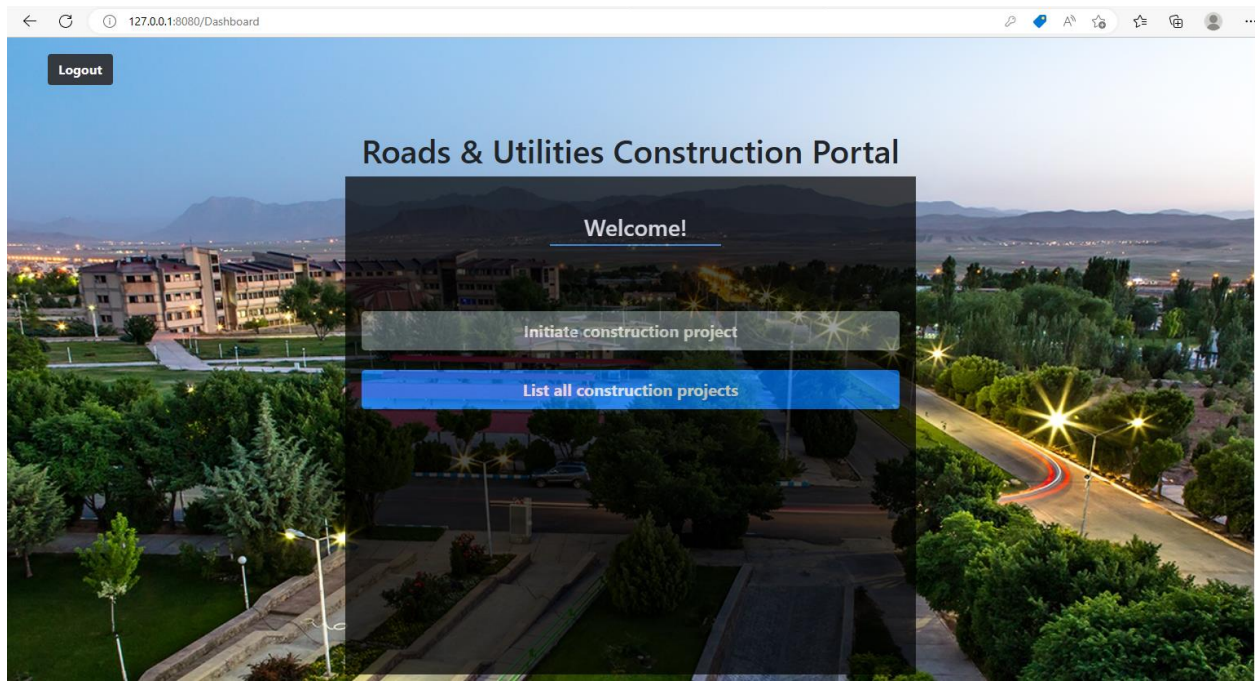 127.0.0.1:8080/Dashboard
Logout
Roads & Utilities Construction Portal
Welcome!
Initiate construction project
List all construction projects